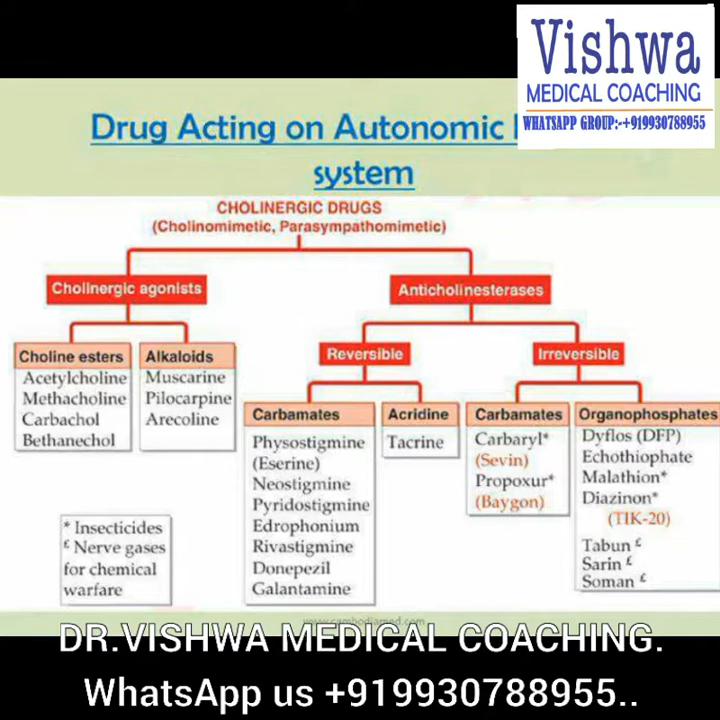 Vishwa
MEDICAL COACHING
WHATSAPP GROUP:-+919930788955
Drug Acting on Autonomic
system
CHOLINERGIC DRUGS
(Cholinomimetic, Parasympathomimetic)
Cholinergic agonists
Anticholinesterases
Choline esters
Acetylcholine
Methacholine
Carbachol
Bethanechol
Alkaloids
Muscarine
Pilocarpine
Arecoline
Reversible
Irreversible
Carbamates
Physostigmine
(Eserine)
Neostigmine
Pyridostigmine
Edrophonium
Rivastigmine
Donepezil
Galantamine
Acridine
Tacrine
Carbamates
Carbaryl*
(Sevin)
Propoxur*
(Baygon)
Organophosphates
Dyflos (DFP)
Echothiophate
Malathion*
Diazinon*
(TIK-20)
Tabun £
Sarin £
Soman £
* Insecticides
£ Nerve gases
for chemical
warfare
www.cambodiamed.com
DR.VISHWA MEDICAL COACHING.
WhatsApp us +919930788955..